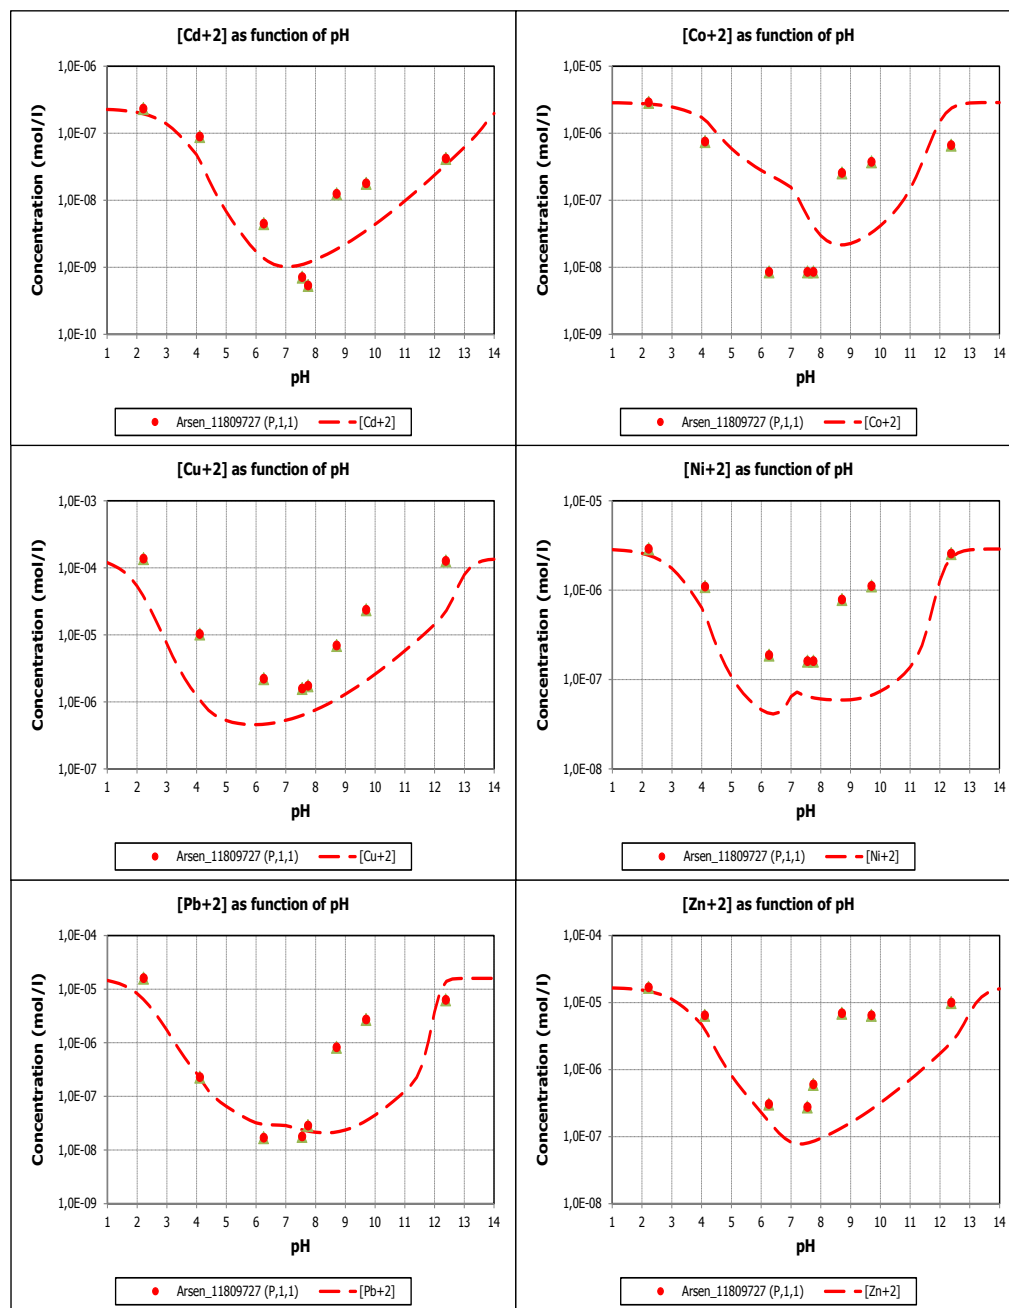 [Cd+2] as function of pH
Concentration (mol/l)
1,0E-06
1,0E-07
1,0E-08
1,0E-09
1,0E-10
1 2 3 4 5 6 7 8 9 10 11 12 13 14
pH
Arsen_11809727 (P,1,1) [Cd+2]
[Co+2] as function of pH
Concentration (mol/l)
1,0E-05
1,0E-06
1,0E-07
1,0E-08
1,0E-09
1 2 3 4 5 6 7 8 9 10 11 12 13 14
pH
Arsen_11809727 (P,1,1) [Co+2]
[Cu+2] as function of pH
Concentration (mol/l)
1,0E-03
1,0E-04
1,0E-05
1,0E-06
1,0E-07
1 2 3 4 5 6 7 8 9 10 11 12 13 14
pH
Arsen_11809727 (P,1,1) [Cu+2]
[Ni+2] as function of pH
Concentration (mol/l)
1,0E-05
1,0E-06
1,0E-07
1,0E-08
1 2 3 4 5 6 7 8 9 10 11 12 13 14
pH
Arsen_11809727 (P,1,1) [Ni+2]
[Pb+2] as function of pH
Concentration (mol/l)
1,0E-04
1,0E-05
1,0E-06
1,0E-07
1,0E-08
1,0E-09
1 2 3 4 5 6 7 8 9 10 11 12 13 14
pH
Arsen_11809727 (P,1,1) [Pb+2]
[Zn+2] as function of pH
Concentration (mol/l)
1,0E-04
1,0E-05
1,0E-06
1,0E-07
1,0E-08
1 2 3 4 5 6 7 8 9 10 11 12 13 14
pH
Arsen_11809727 (P,1,1) [Zn+2]